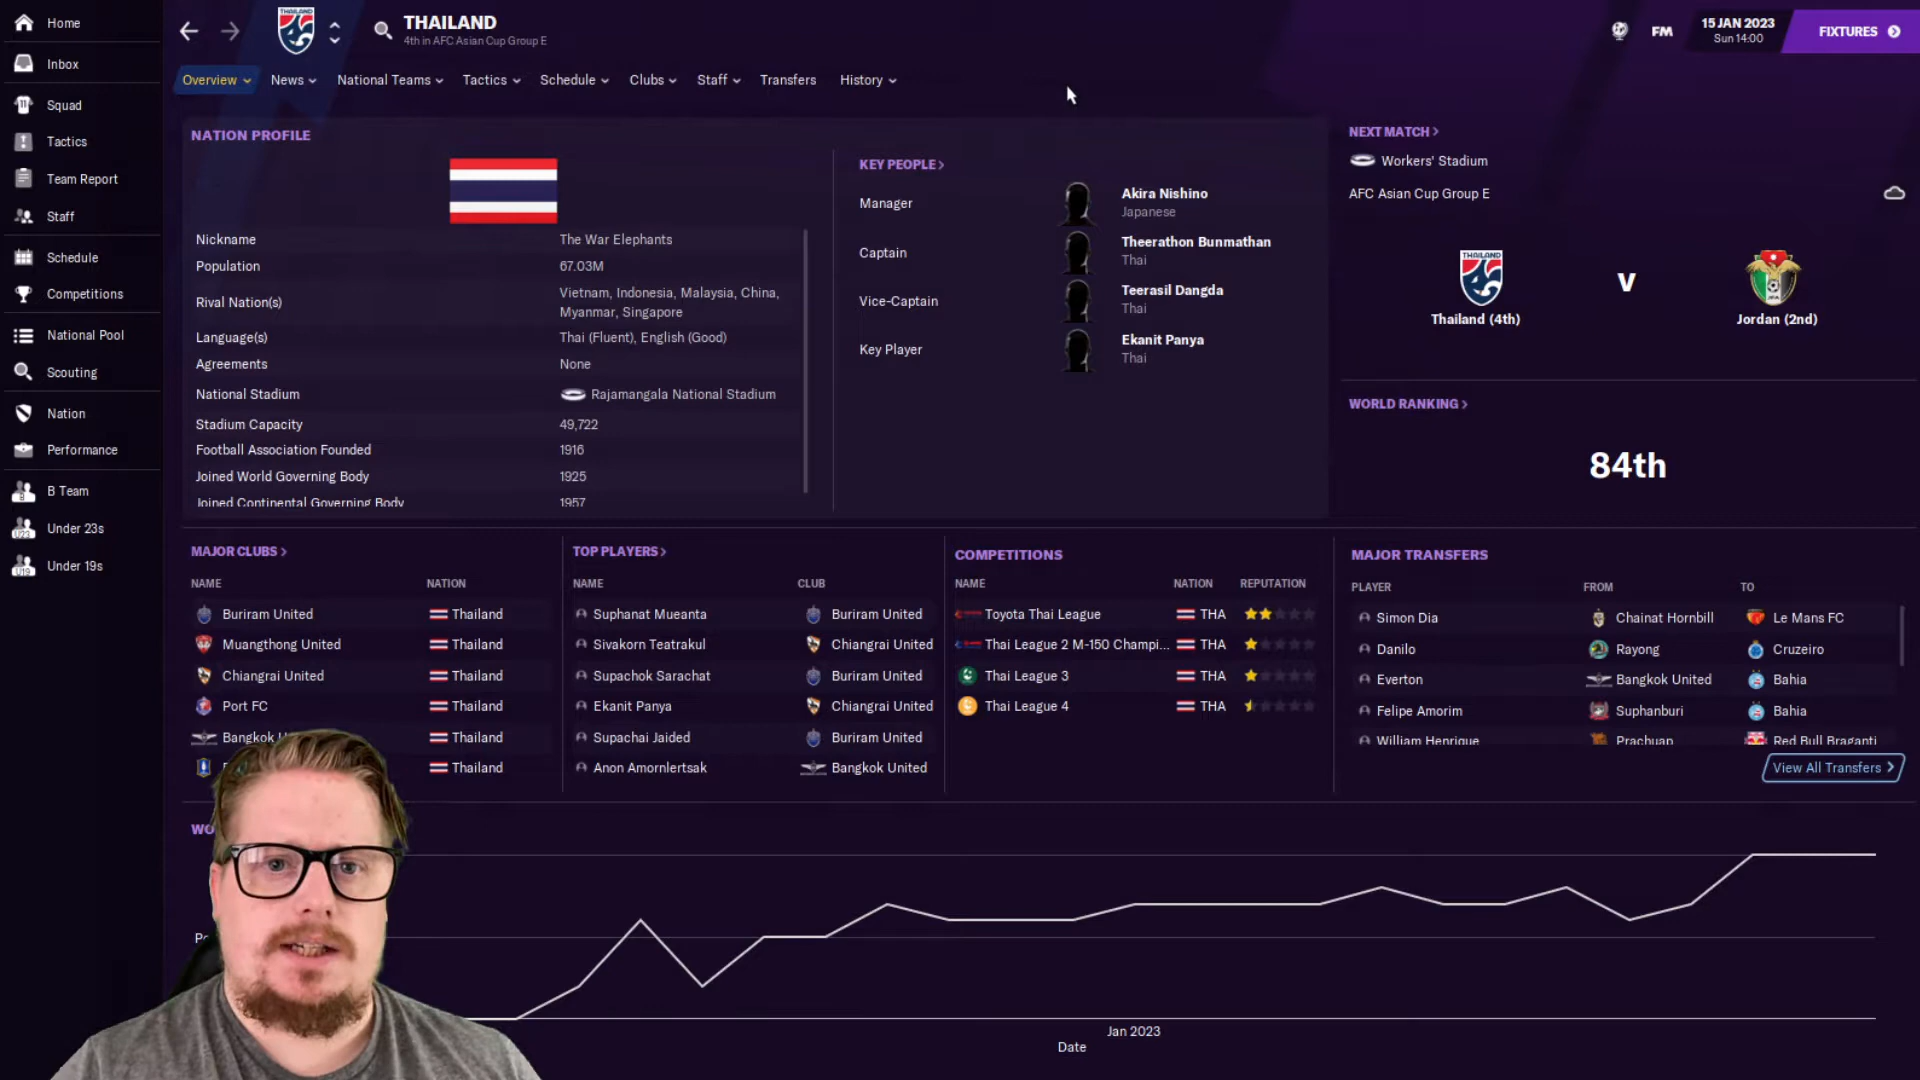 Home
Inbox
Squad
Tactics
Team Report
Staff
Schedule
Competitions
National Pool
Scouting
Nation
Performance
B Team
Under 23s
Under 19s
THAILAND
4th in AFC Asian Cup Group E
FM
15 JAN 2023
Sun 14:00
FIXTURES
Overview
News
National Teams
Tactics
Schedule
Clubs
Staff
Transfers
History
NATION PROFILE
Nickname The War Elephants
Population 67.03M
Rival Nation(s) Vietnam, Indonesia, Malaysia, China,
Myanmar, Singapore
Language(s) Thai (Fluent), English (Good)
Agreements None
National Stadium Rajamangala National Stadium
Stadium Capacity 49,722
Football Association Founded 1916
Joined World Governing Body 1925
Joined Continental Governing Body 1957
KEY PEOPLE >
Manager Akira Nishino
Japanese
Captain Theerathon Bunmathan
Thai
Vice-Captain Teerasil Dangda
Thai
Key Player Ekanit Panya
Thai
NEXT MATCH >
Workers' Stadium
AFC Asian Cup Group E
THAILAND
V
Thailand (4th) Jordan (2nd)
WORLD RANKING >
84th
MAJOR CLUBS >
NAME NATION
Buriram United Thailand
Muangthong United Thailand
Chiangrai United Thailand
Port FC Thailand
Bangkok Thailand
Thailand
TOP PLAYERS >
NAME CLUB
Suphanat Mueanta Buriram United
Sivakorn Teatrakul Chiangrai United
Supachok Sarachat Buriram United
Ekanit Panya Chiangrai United
Supachai Jaided Buriram United
Anon Amornlertsak Bangkok United
COMPETITIONS
NAME NATION REPUTATION
Toyota Thai League THA
Thai League 2 M-150 Champi... THA
Thai League 3 THA
Thai League 4 THA
MAJOR TRANSFERS
PLAYER FROM TO
Simon Dia Chainat Hornbill Le Mans FC
Danilo Rayong Cruzeiro
Everton Bangkok United Bahia
Felipe Amorim Suphanburi Bahia
William Henrique Prachuap Red Bull Braganti
View All Transfers >
Jan 2023
Date